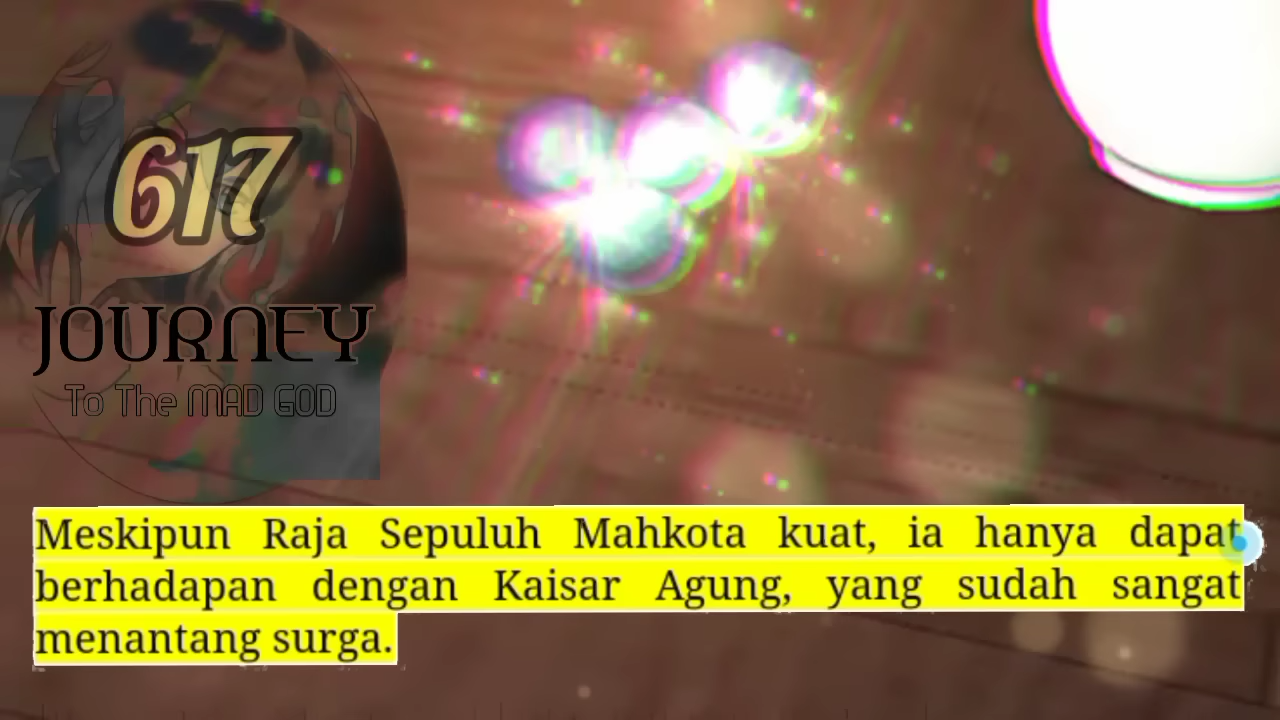 617
JOURNEY
To The MAD GOD
Meskipun Raja Sepuluh Mahkota kuat, ia hanya dapat
berhadapan dengan Kaisar Agung, yang sudah sangat
menantang surga.